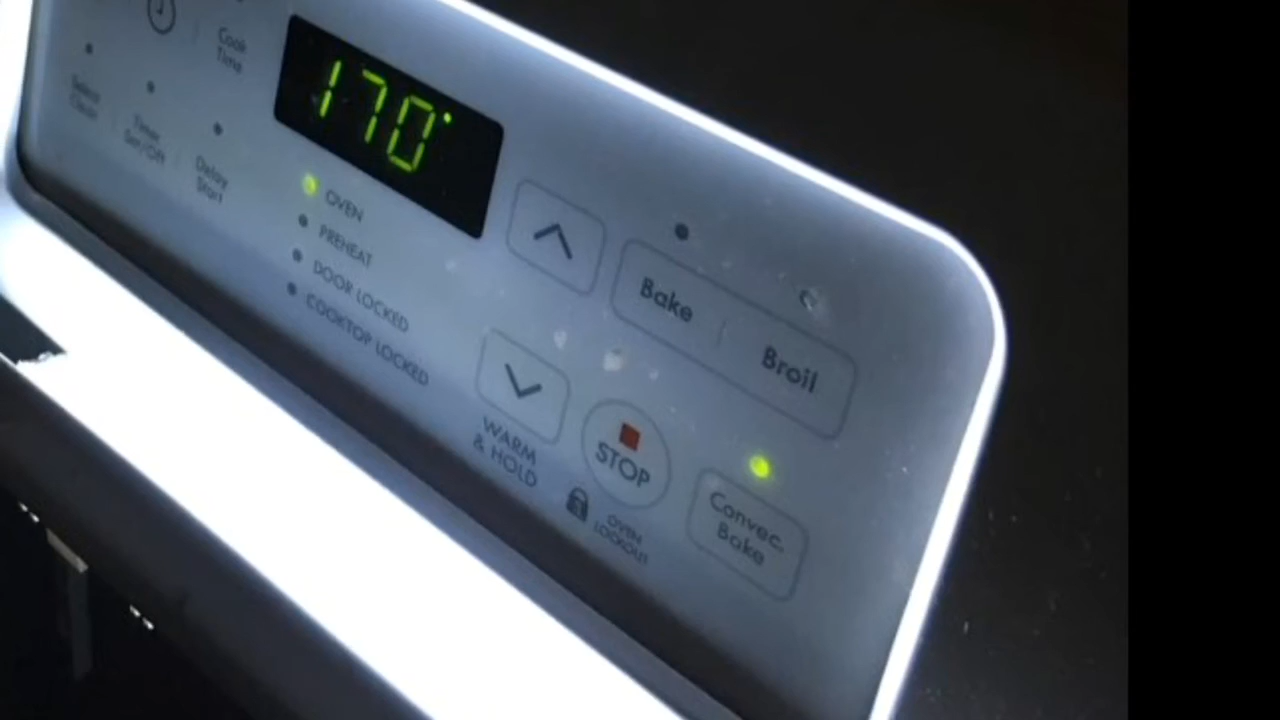 Cook
Time
170°
Select
Clean
Timer
Set/Off
Delay
Start
OVEN
PREHEAT
DOOR LOCKED
COOKTOP LOCKED
Bake
Broil
WARM
& HOLD
STOP
OVEN
LOCKOUT
Convec.
Bake